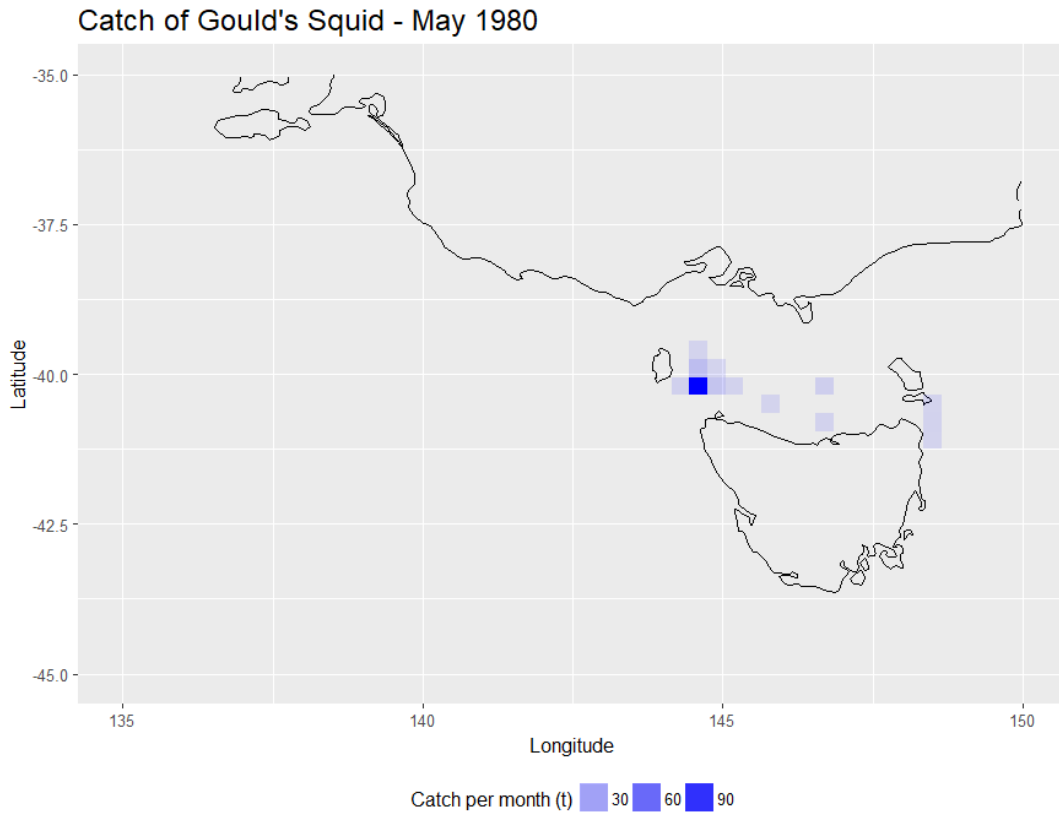 Catch of Gould's Squid - May 1980
-35.0
-37.5
-40.0
-42.5
-45.0
Latitude
135 140 145 150
Longitude
Catch per month (t) 30 60 90